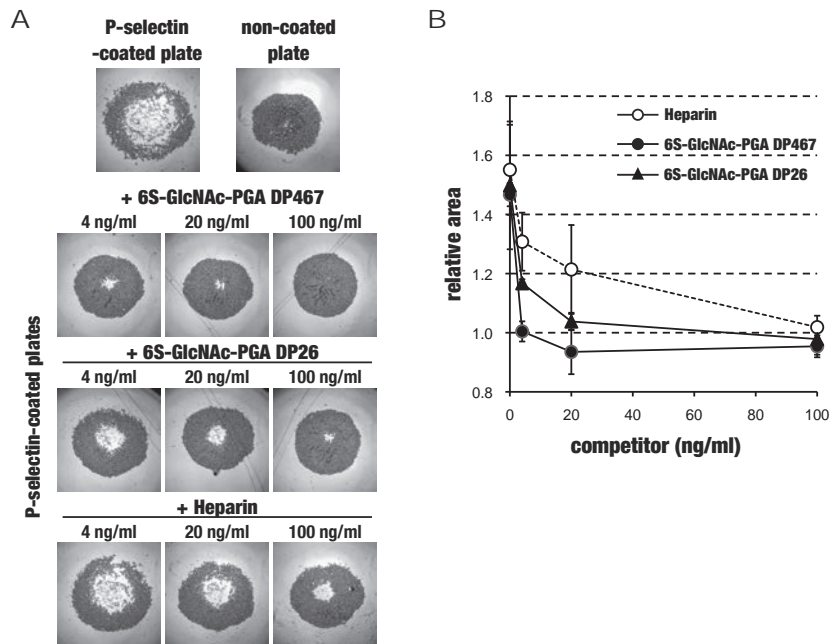 A
P-selectin
-coated plate
non-coated
plate
+ 6S-GlcNAc-PGA DP467
4 ng/ml 20 ng/ml 100 ng/ml
+ 6S-GlcNAc-PGA DP26
4 ng/ml 20 ng/ml 100 ng/ml
+ Heparin
4 ng/ml 20 ng/ml 100 ng/ml
P-selectin-coated plates
B
1.8
1.6
1.4
1.2
1.0
0.8
relative area
Heparin
6S-GlcNAc-PGA DP467
6S-GlcNAc-PGA DP26
0 20 40 60 80 100
competitor (ng/ml)